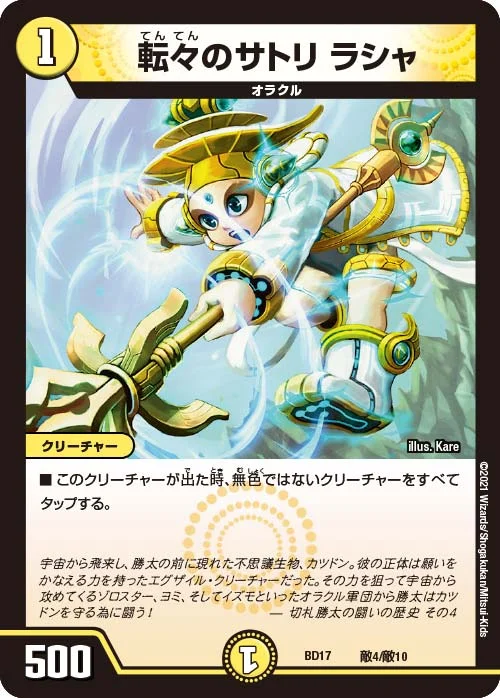 1
てん てん
転々のサトリ ラシャ
オラクル
クリーチャー
illus. Kare
■ このクリーチャーが出た時、無色ではないクリーチャーをすべて
タップする。
宇宙から飛来し、勝太の前に現れた不思議生物、カツドン。彼の正体は願いを
かなえる力を持ったエグザイル・クリーチャーだった。その力を狙って宇宙から
攻めてくるゾロスター、ヨミ、そしてイズモといったオラクル軍団から勝太はカツ
ドンを守る為に闘う!
― 切札勝太の闘いの歴史 その4
©2021 Wizards/Shogakukan/Mitsui-Kids
500
1
BD17 敵4/敵10